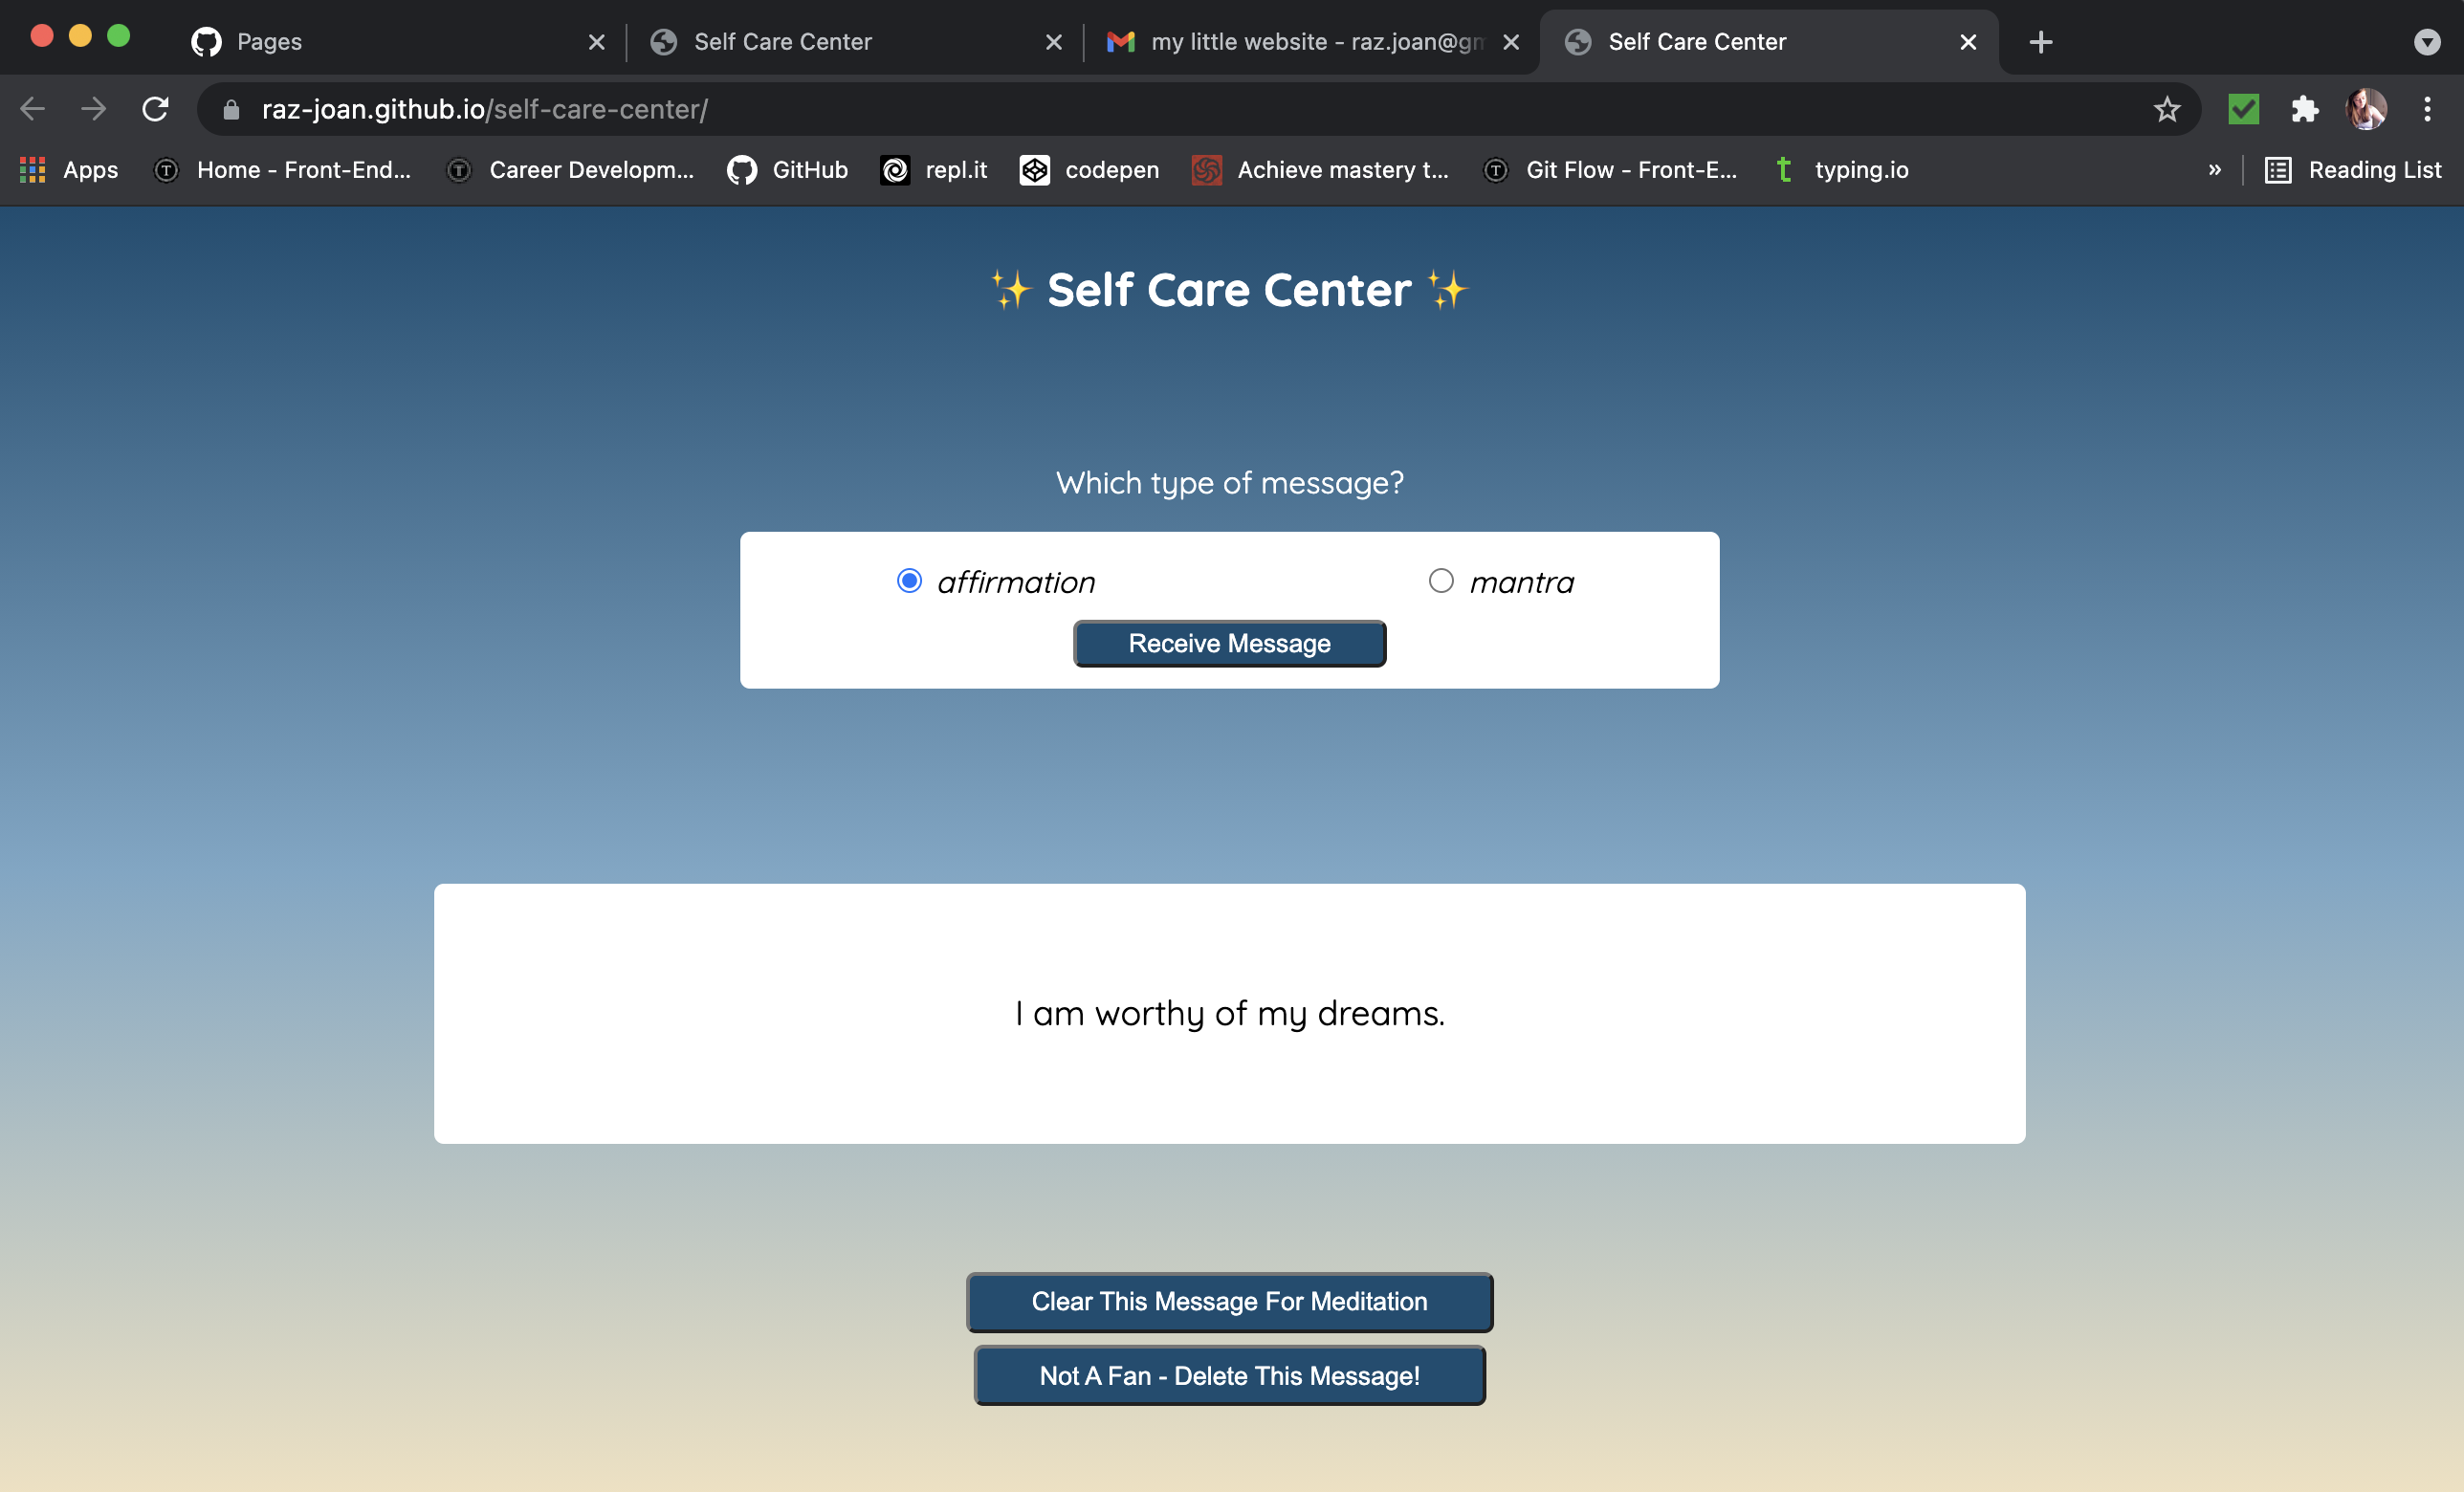 Pages
Self Care Center
my little website - raz.joan@gm
Self Care Center
raz-joan.github.io/self-care-center/
Apps
Home - Front-End...
Career Developm...
GitHub
repl.it
codepen
Achieve mastery t...
Git Flow - Front-E...
typing.io
»
Reading List
✨ Self Care Center ✨
Which type of message?
affirmation
mantra
Receive Message
I am worthy of my dreams.
Clear This Message For Meditation
Not A Fan - Delete This Message!